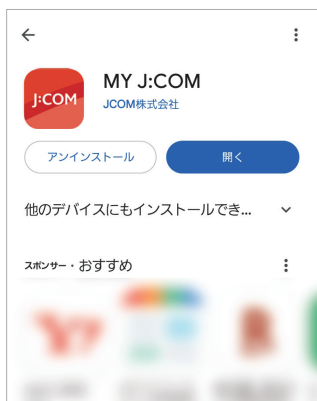 MY J:COM
J:COM
JCOM株式会社
アンインストール
開く
他のデバイスにもインストールでき...
スポンサー・おすすめ